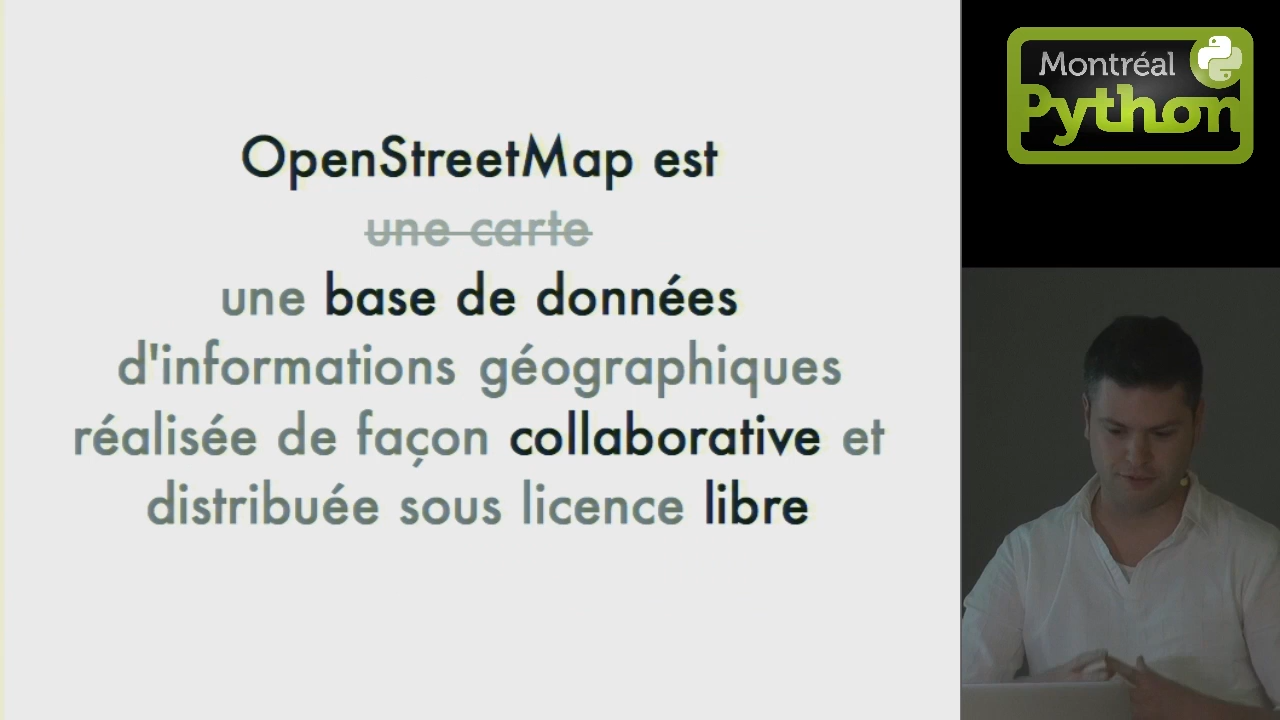 OpenStreetMap est
une carte
une base de données
d'informations géographiques
réalisée de façon collaborative et
distribuée sous licence libre
Montréal
Python